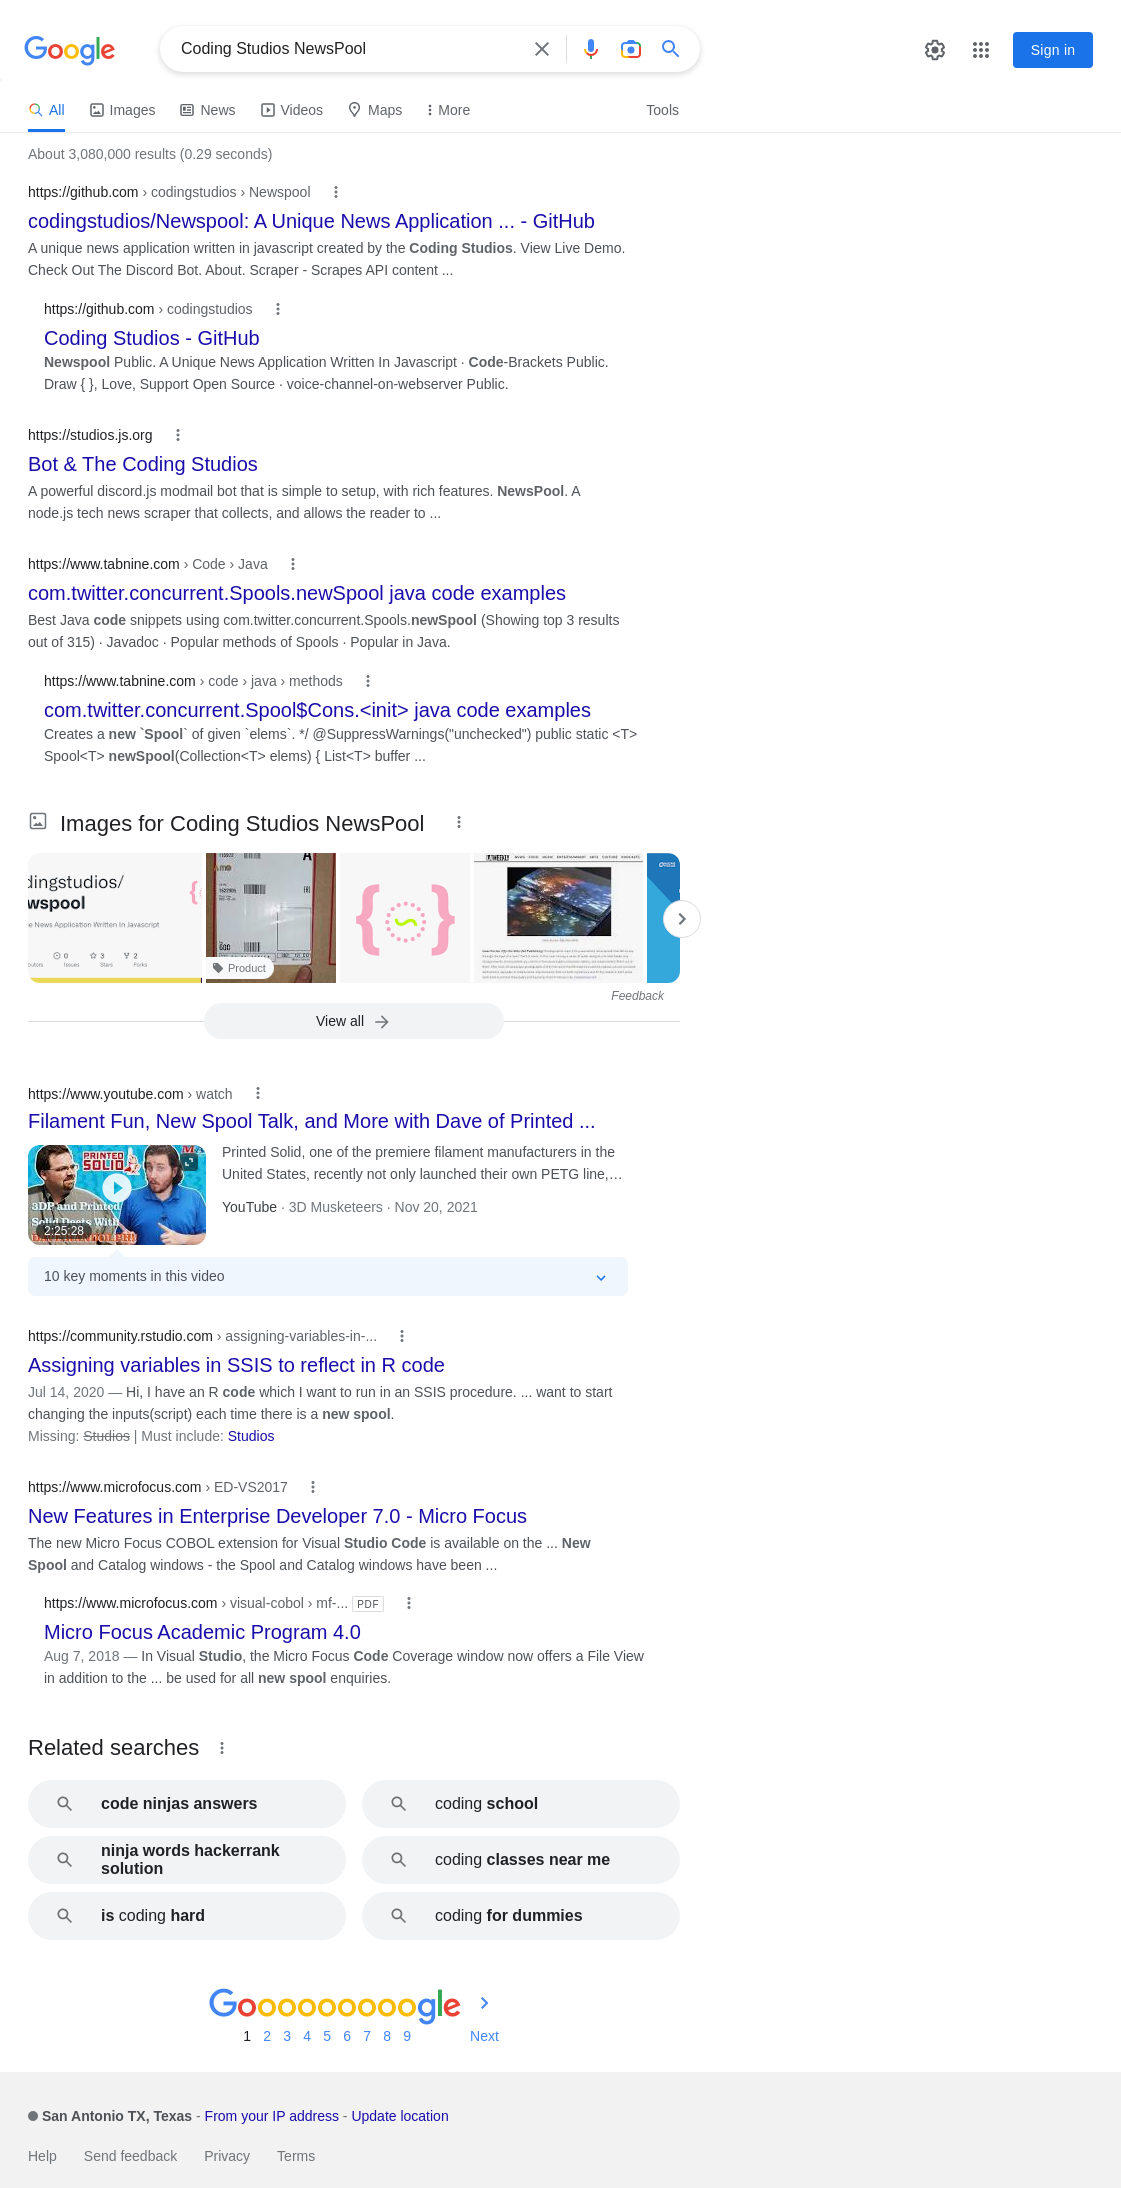 Google
Coding Studios NewsPool
Sign in
All
Images
News
Videos
Maps
More
Tools
About 3,080,000 results (0.29 seconds)
https://github.com › codingstudios › Newspool
codingstudios/Newspool: A Unique News Application ... - GitHub
A unique news application written in javascript created by the Coding Studios. View Live Demo.
Check Out The Discord Bot. About. Scraper - Scrapes API content ...
https://github.com › codingstudios
Coding Studios - GitHub
Newspool Public. A Unique News Application Written In Javascript · Code-Brackets Public.
Draw { }, Love, Support Open Source · voice-channel-on-webserver Public.
https://studios.js.org
Bot & The Coding Studios
A powerful discord.js modmail bot that is simple to setup, with rich features. NewsPool. A
node.js tech news scraper that collects, and allows the reader to ...
https://www.tabnine.com › Code › Java
com.twitter.concurrent.Spools.newSpool java code examples
Best Java code snippets using com.twitter.concurrent.Spools.newSpool (Showing top 3 results
out of 315) · Javadoc · Popular methods of Spools · Popular in Java.
https://www.tabnine.com › code › java › methods
com.twitter.concurrent.Spool$Cons.<init> java code examples
Creates a new `Spool` of given `elems`. */ @SuppressWarnings("unchecked") public static <T>
Spool<T> newSpool(Collection<T> elems) { List<T> buffer ...
Images for Coding Studios NewsPool
dingstudios/
wspool
e News Application Written In Javascript
0
3
2
Issues
Stars
Forks
Product
WEEKLY
NEWS FOOD MUSIC ENTERTAINMENT ARTS CULTURE PODCASTS
Feedback
View all
https://www.youtube.com › watch
Filament Fun, New Spool Talk, and More with Dave of Printed ...
PRINTED
SOLID
3DP and Printed
Solid Deets With
2:25:28
Printed Solid, one of the premiere filament manufacturers in the
United States, recently not only launched their own PETG line,…
YouTube · 3D Musketeers · Nov 20, 2021
10 key moments in this video
https://community.rstudio.com › assigning-variables-in-...
Assigning variables in SSIS to reflect in R code
Jul 14, 2020 — Hi, I have an R code which I want to run in an SSIS procedure. ... want to start
changing the inputs(script) each time there is a new spool.
Missing: Studios | Must include: Studios
https://www.microfocus.com › ED-VS2017
New Features in Enterprise Developer 7.0 - Micro Focus
The new Micro Focus COBOL extension for Visual Studio Code is available on the ... New
Spool and Catalog windows - the Spool and Catalog windows have been ...
https://www.microfocus.com › visual-cobol › mf-... PDF
Micro Focus Academic Program 4.0
Aug 7, 2018 — In Visual Studio, the Micro Focus Code Coverage window now offers a File View
in addition to the ... be used for all new spool enquiries.
Related searches
code ninjas answers
coding school
ninja words hackerrank
solution
coding classes near me
is coding hard
coding for dummies
Gooooooooogle
1 2 3 4 5 6 7 8 9 Next
San Antonio TX, Texas - From your IP address - Update location
Help
Send feedback
Privacy
Terms